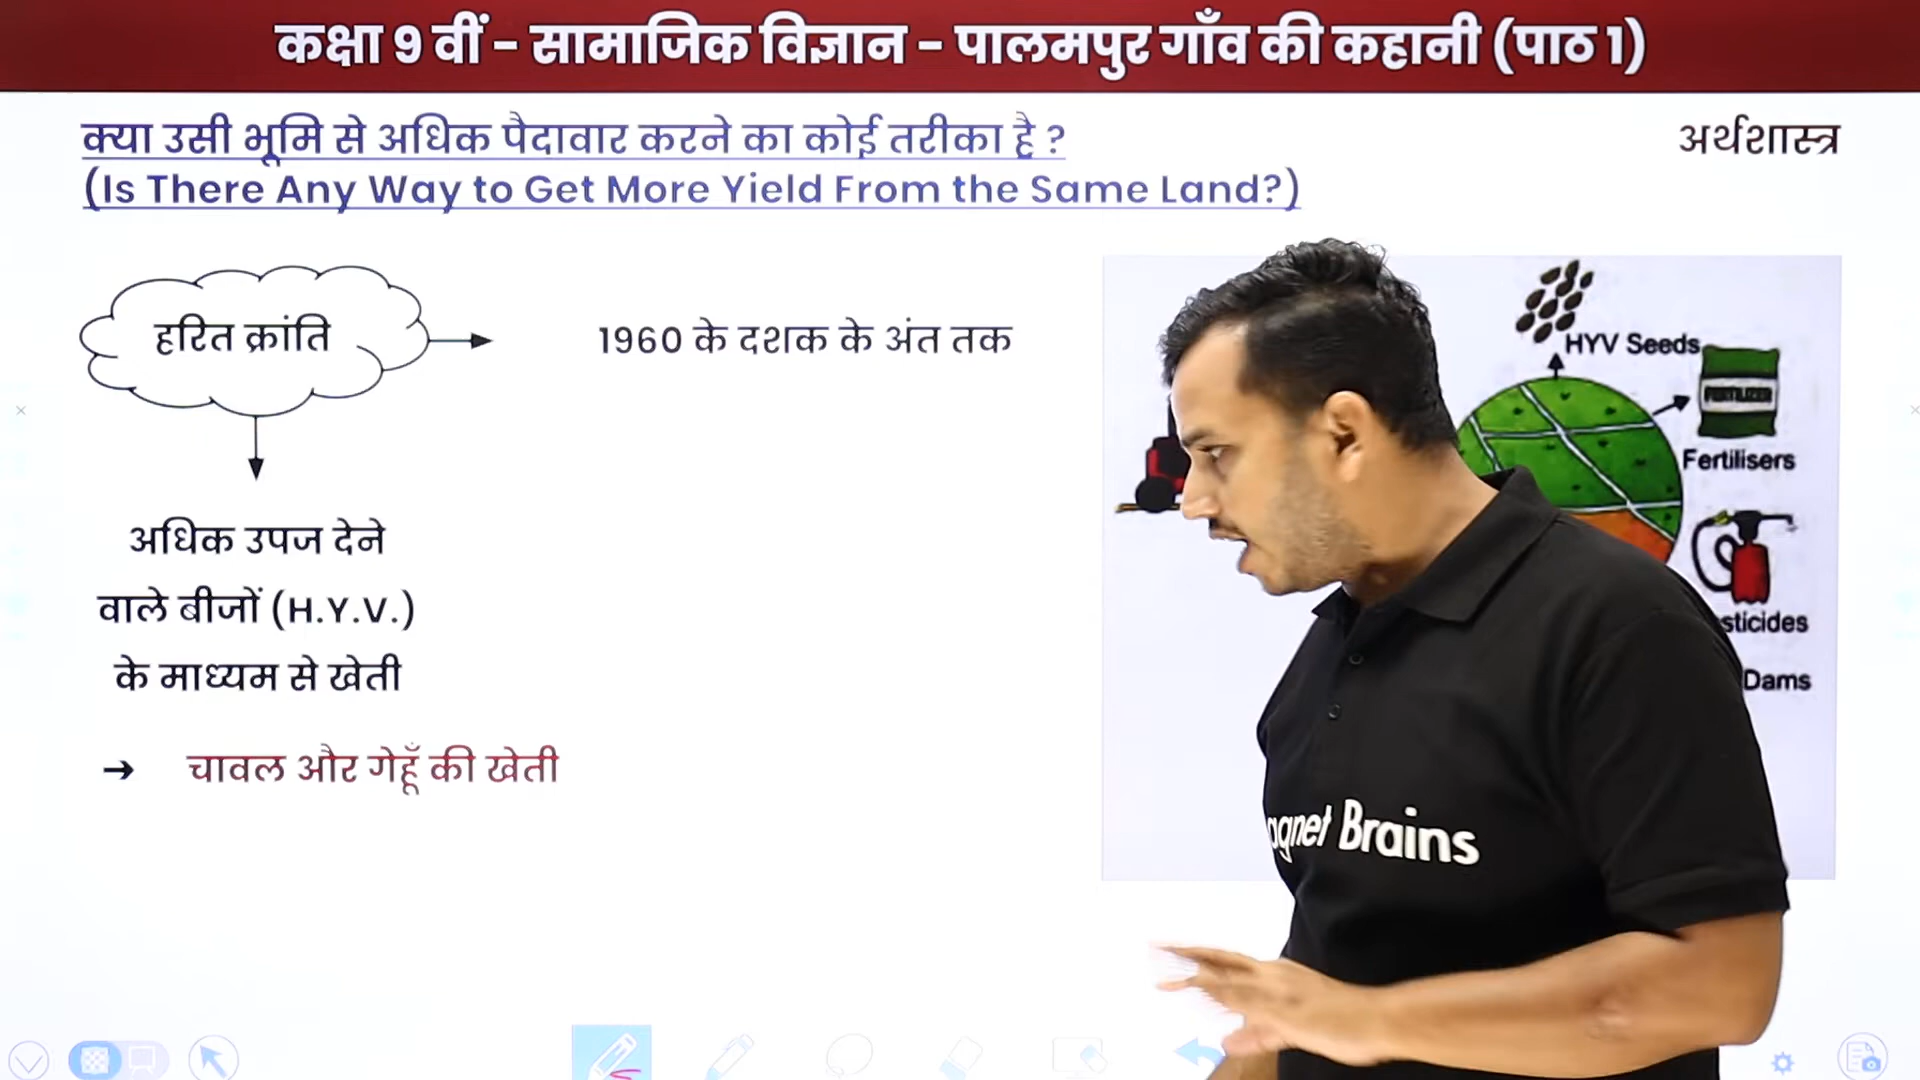 कक्षा 9 वीं – सामाजिक विज्ञान – पालमपुर गाँव की कहानी (पाठ 1)
क्या उसी भूमि से अधिक पैदावार करने का कोई तरीका है ?
अर्थशास्त्र
(Is There Any Way to Get More Yield From the Same Land?)
हरित क्रांति
1960 के दशक के अंत तक
HYV Seeds
FERTILIZER
Fertilisers
अधिक उपज देने
वाले बीजों (H.Y.V.)
के माध्यम से खेती
Dams
→ चावल और गेहूँ की खेती
Brains